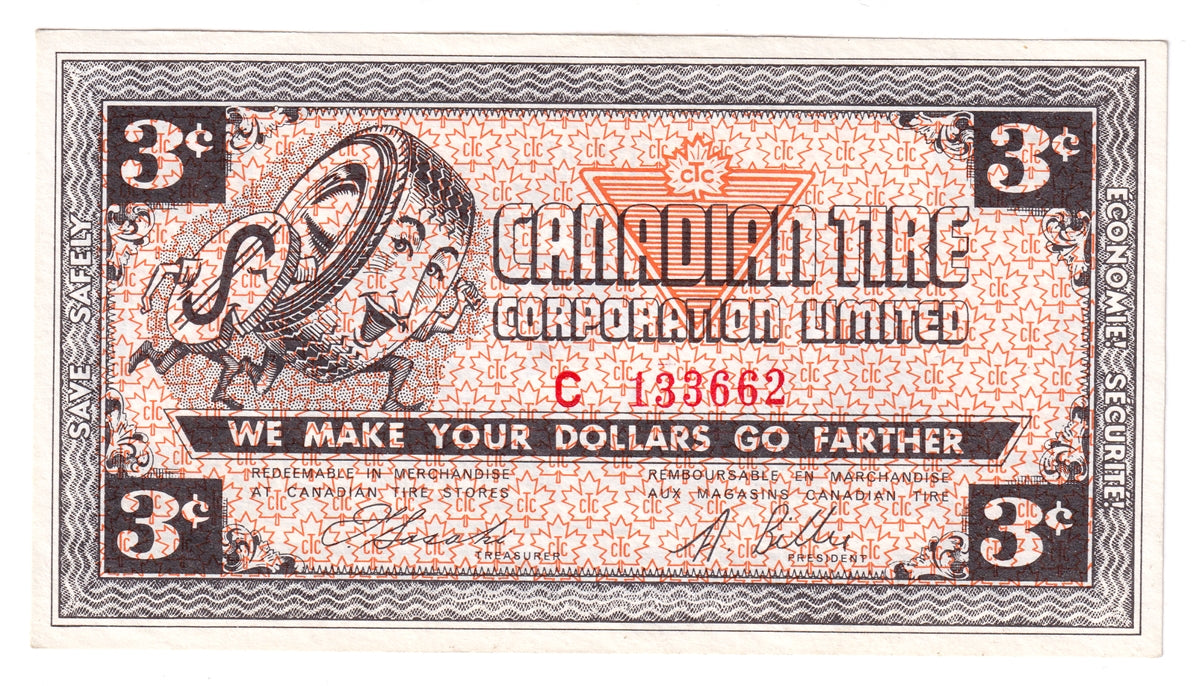 3¢
3¢
CTC
$
CANADIAN TIRE
CORPORATION LIMITED
C 133662
WE MAKE YOUR DOLLARS GO FARTHER
REDEEMABLE IN MERCHANDISE
AT CANADIAN TIRE STORES
REMBOURSABLE EN MARCHANDISE
AUX MAGASINS CANADIAN TIRE
TREASURER
PRESIDENT
3¢
3¢
SAVE SAFELY
ECONOMIE! SECURITE!